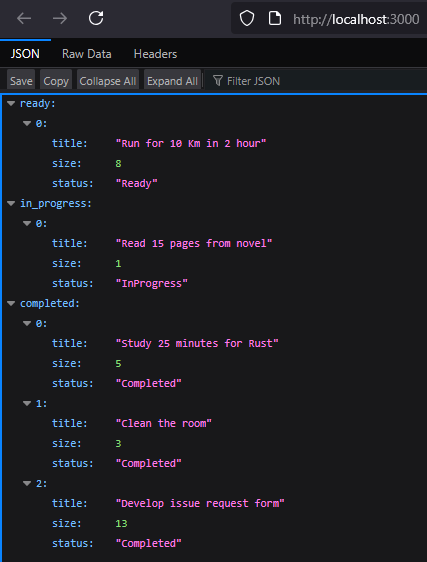 http://localhost:3000
JSON Raw Data Headers
Save Copy Collapse All Expand All Filter JSON
ready:
0:
title: "Run for 10 Km in 2 hour"
size: 8
status: "Ready"
in_progress:
0:
title: "Read 15 pages from novel"
size: 1
status: "InProgress"
completed:
0:
title: "Study 25 minutes for Rust"
size: 5
status: "Completed"
1:
title: "Clean the room"
size: 3
status: "Completed"
2:
title: "Develop issue request form"
size: 13
status: "Completed"